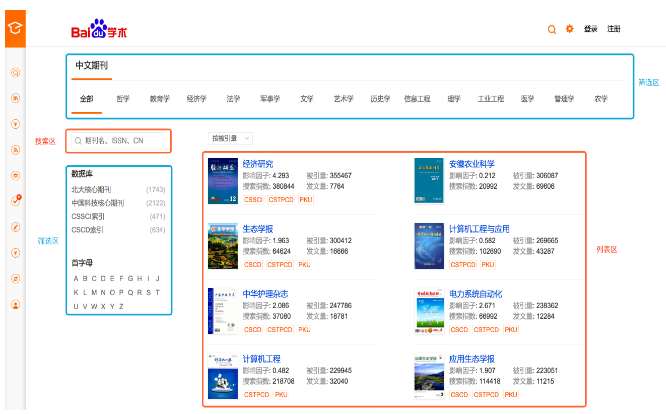 Bai du 学术
登录 注册
中文期刊
筛选区
全部 哲学 教育学 经济学 法学 军事学 文学 艺术学 历史学 信息工程 理学 工业工程 医学 管理学 农学
搜索区
期刊名、ISSN、CN
按被引量
数据库
北大核心期刊 (1743)
中国科技核心期刊 (2122)
CSSCI索引 (471)
CSCD索引 (634)
筛选区
首字母
A B C D E F G H I J
K L M N O P Q R S T
U V W X Y Z
经济研究
影响因子: 4.293 被引量: 355467
搜索指数: 380844 发文量: 7764
CSSCI CSTPCD PKU
安徽农业科学
影响因子: 0.212 被引量: 306087
搜索指数: 20992 发文量: 69606
列表区
生态学报
影响因子: 1.963 被引量: 300412
搜索指数: 64624 发文量: 16666
CSCD CSTPCD PKU
计算机工程与应用
影响因子: 0.582 被引量: 269665
搜索指数: 102690 发文量: 43287
CSTPCD PKU
中华护理杂志
影响因子: 2.086 被引量: 247786
搜索指数: 37080 发文量: 18781
CSCD CSTPCD PKU
电力系统自动化
影响因子: 2.671 被引量: 238362
搜索指数: 66992 发文量: 12284
CSCD CSTPCD PKU
计算机工程
影响因子: 0.482 被引量: 229945
搜索指数: 218708 发文量: 32040
CSTPCD PKU
应用生态学报
影响因子: 1.907 被引量: 223051
搜索指数: 114418 发文量: 11215
CSCD CSTPCD PKU